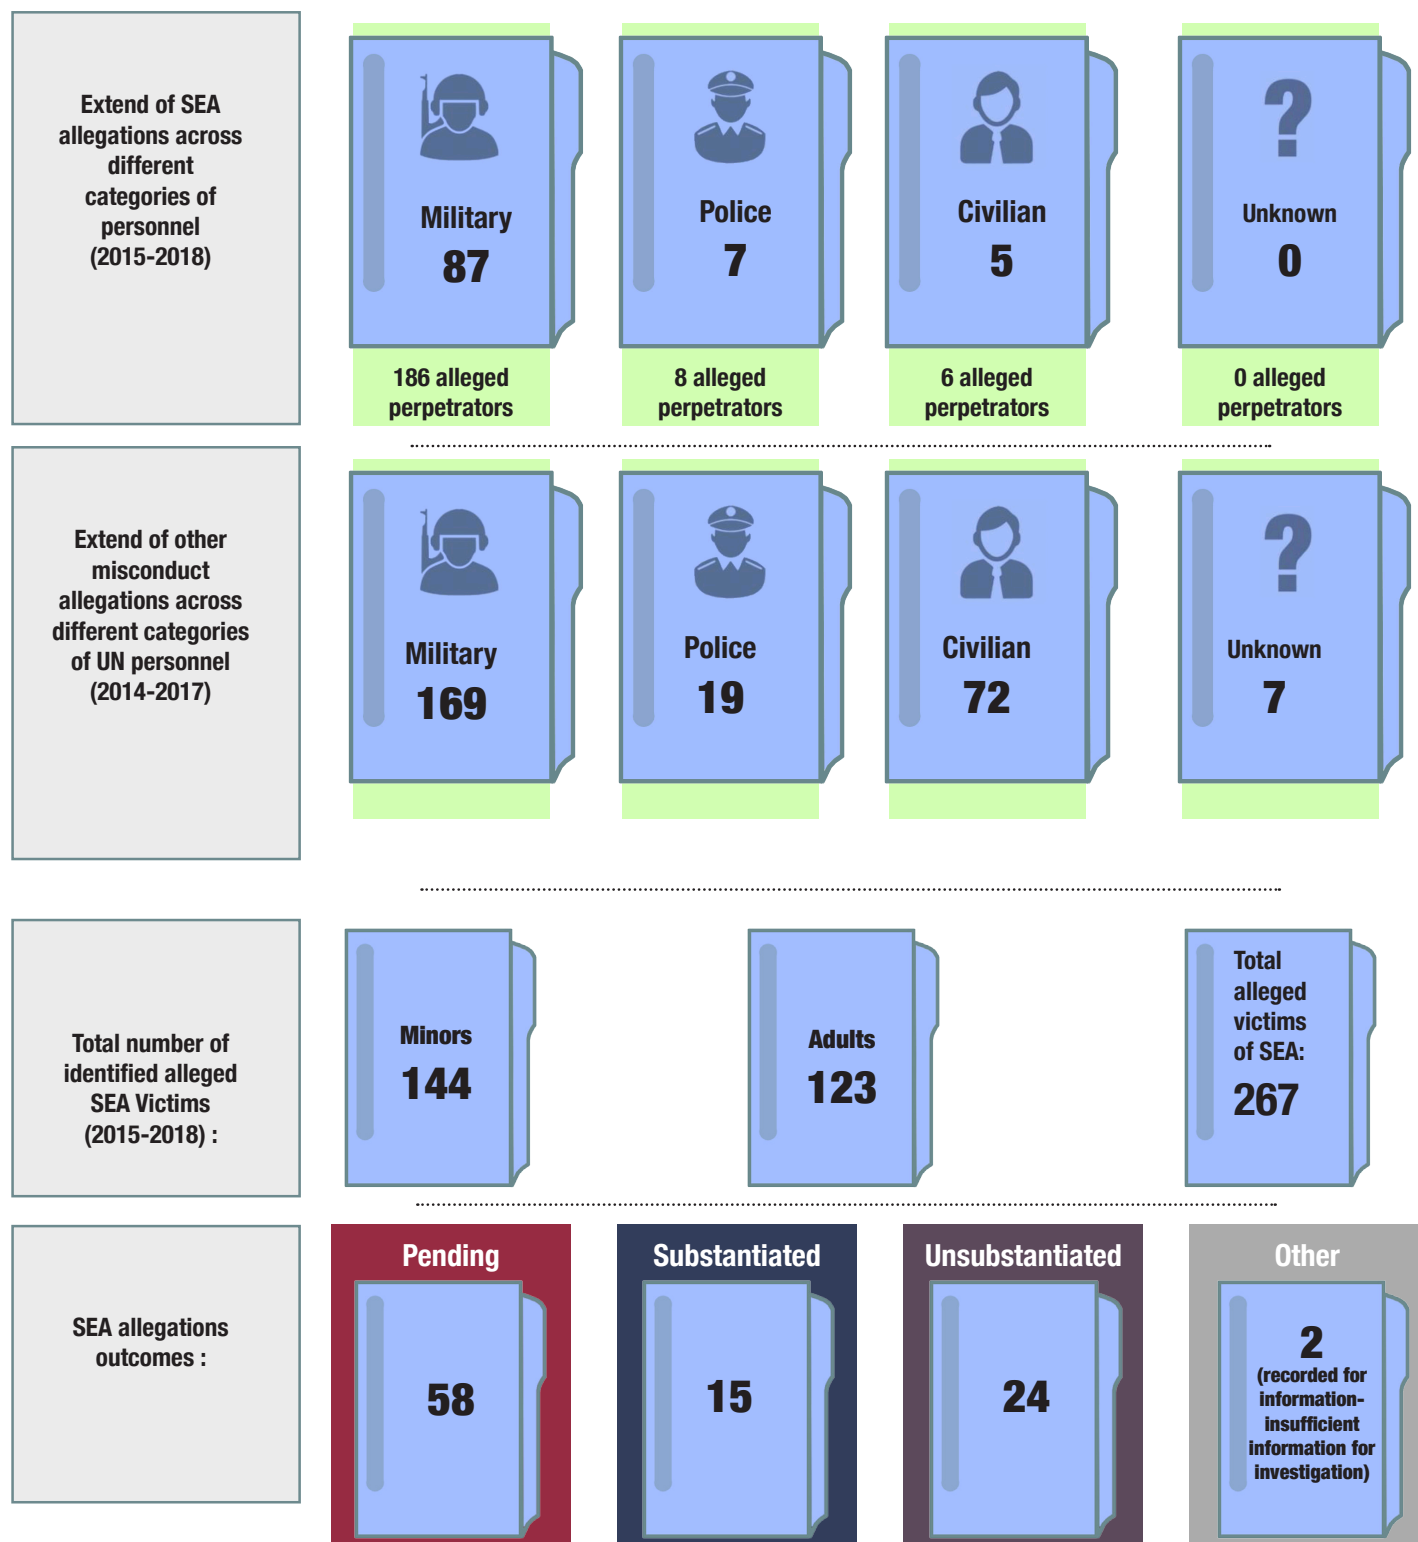 Extend of SEA
allegations across
different
categories of
personnel
(2015-2018)
Military
87
186 alleged
perpetrators
Police
7
8 alleged
perpetrators
Civilian
5
6 alleged
perpetrators
Unknown
0
0 alleged
perpetrators
Extend of other
misconduct
allegations across
different categories
of UN personnel
(2014-2017)
Military
169
Police
19
Civilian
72
Unknown
7
Total number of
identified alleged
SEA Victims
(2015-2018) :
Minors
144
Adults
123
Total
alleged
victims
of SEA:
267
SEA allegations
outcomes :
Pending
58
Substantiated
15
Unsubstantiated
24
Other
2
(recorded for
information-
insufficient
information for
investigation)